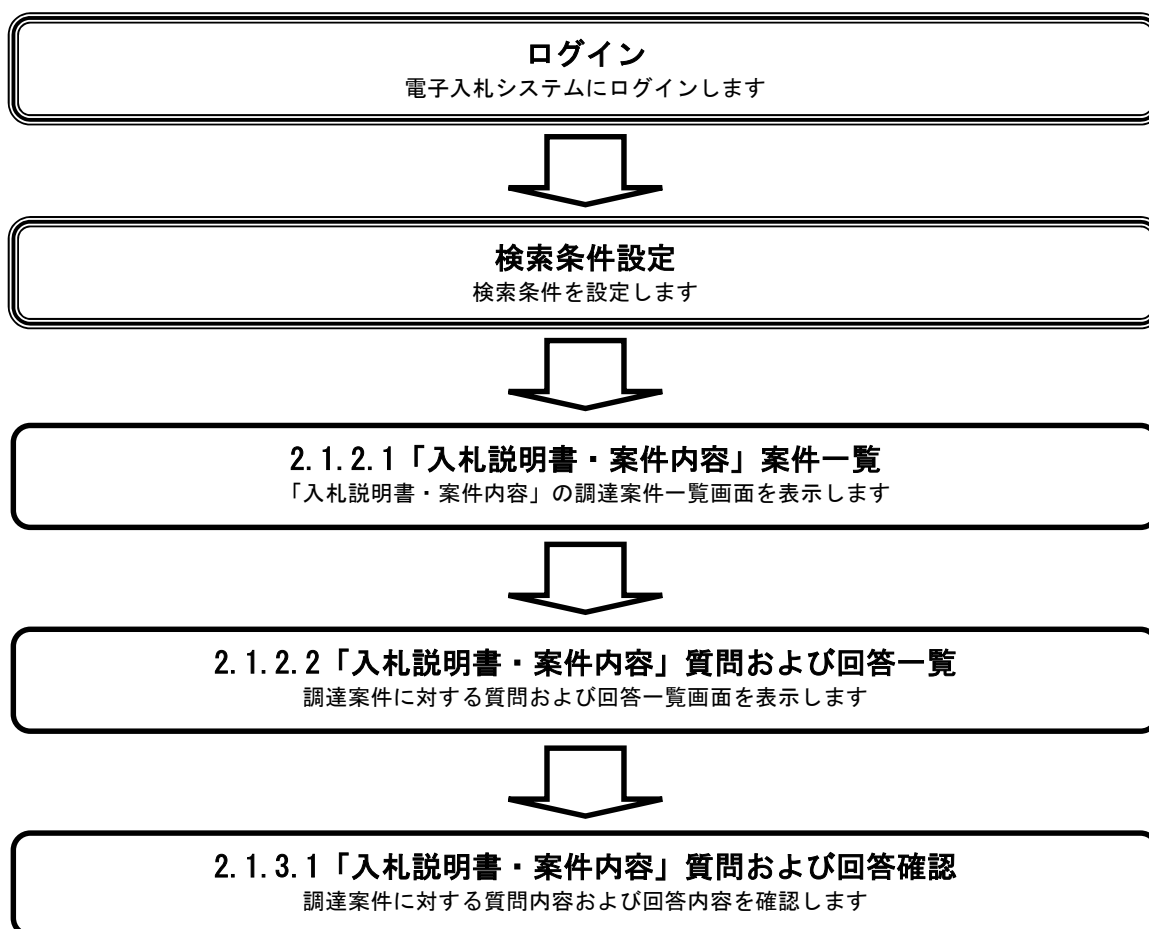 ログイン
電子入札システムにログインします
検索条件設定
検索条件を設定します
2.1.2.1「入札説明書・案件内容」案件一覧
「入札説明書・案件内容」の調達案件一覧画面を表示します
2.1.2.2「入札説明書・案件内容」質問および回答一覧
調達案件に対する質問および回答一覧画面を表示します
2.1.3.1「入札説明書・案件内容」質問および回答確認
調達案件に対する質問内容および回答内容を確認します